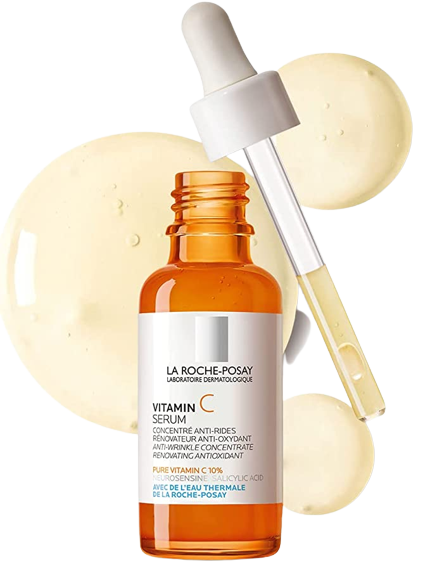 LA ROCHE-POSAY
LABORATOIRE DERMATOLOGIQUE
VITAMIN C
SERUM
CONCENTRÉ ANTI-RIDES
RÉNOVATEUR ANTI-OXYDANT
ANTI-WRINKLE CONCENTRATE
RENOVATING ANTIOXIDANT
PURE VITAMIN C 10%
NEUROSENSINE SALICYLIC ACID
AVEC DE L'EAU THERMALE
DE LA ROCHE-POSAY